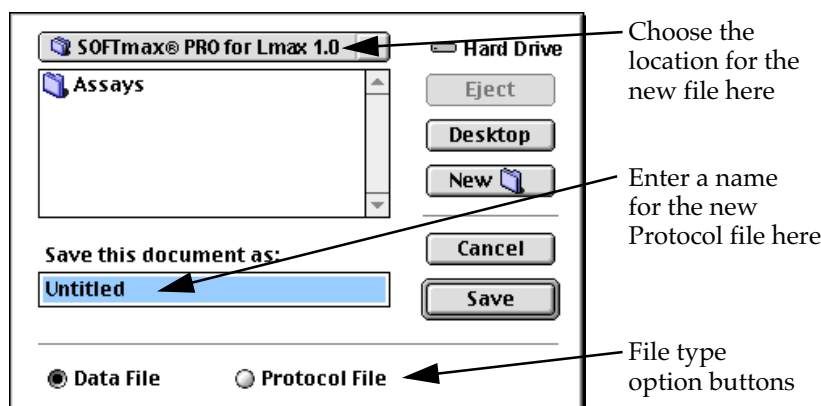 SOFTmax® PRO for Lmax 1.0
Hard Drive
Assays
Eject
Desktop
New
Save this document as:
Untitled
Cancel
Save
Data File
Protocol File
Choose the
location for the
new file here
Enter a name
for the new
Protocol file here
File type
option buttons